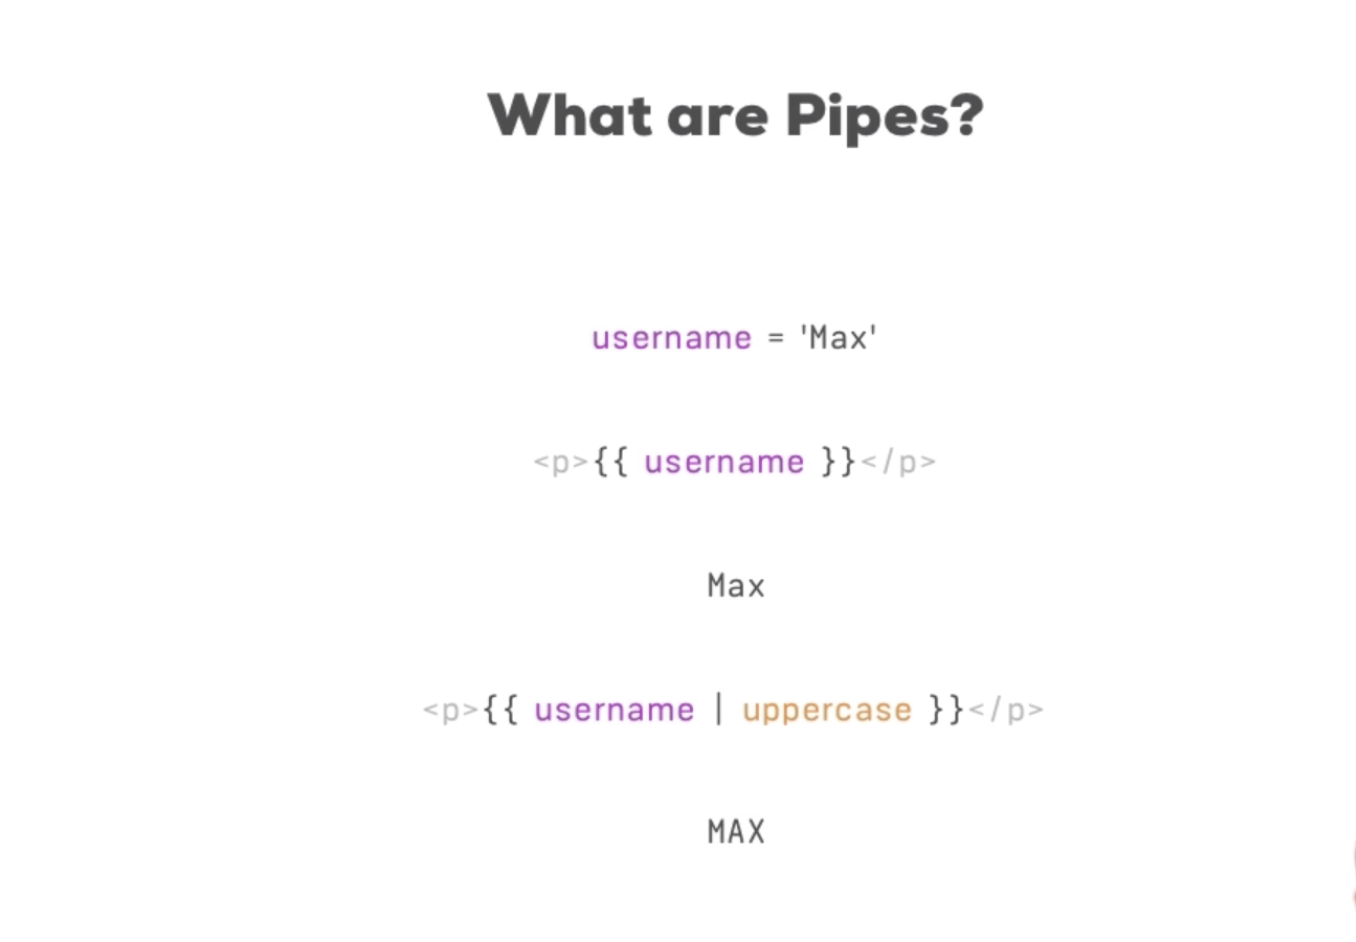 What are Pipes?
username = 'Max'
<p>{{ username }}</p>
Max
<p>{{ username | uppercase }}</p>
MAX